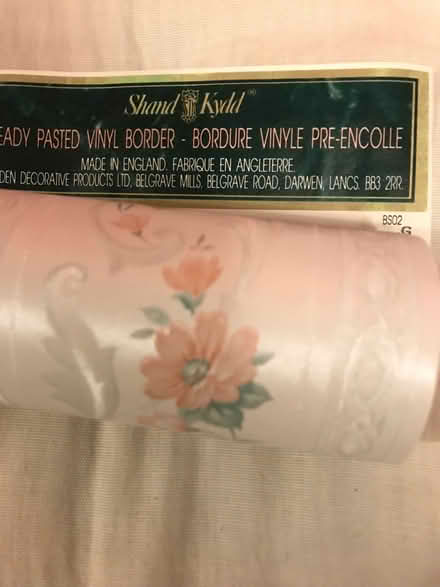 Shand Kydd ®
EADY PASTED VINYL BORDER - BORDURE VINYLE PRE-ENCOLLE
MADE IN ENGLAND. FABRIQUE EN ANGLETERRE.
DEN DECORATIVE PRODUCTS LTD, BELGRAVE MILLS, BELGRAVE ROAD, DARWEN, LANCS. BB3 2RR.
BS02
G